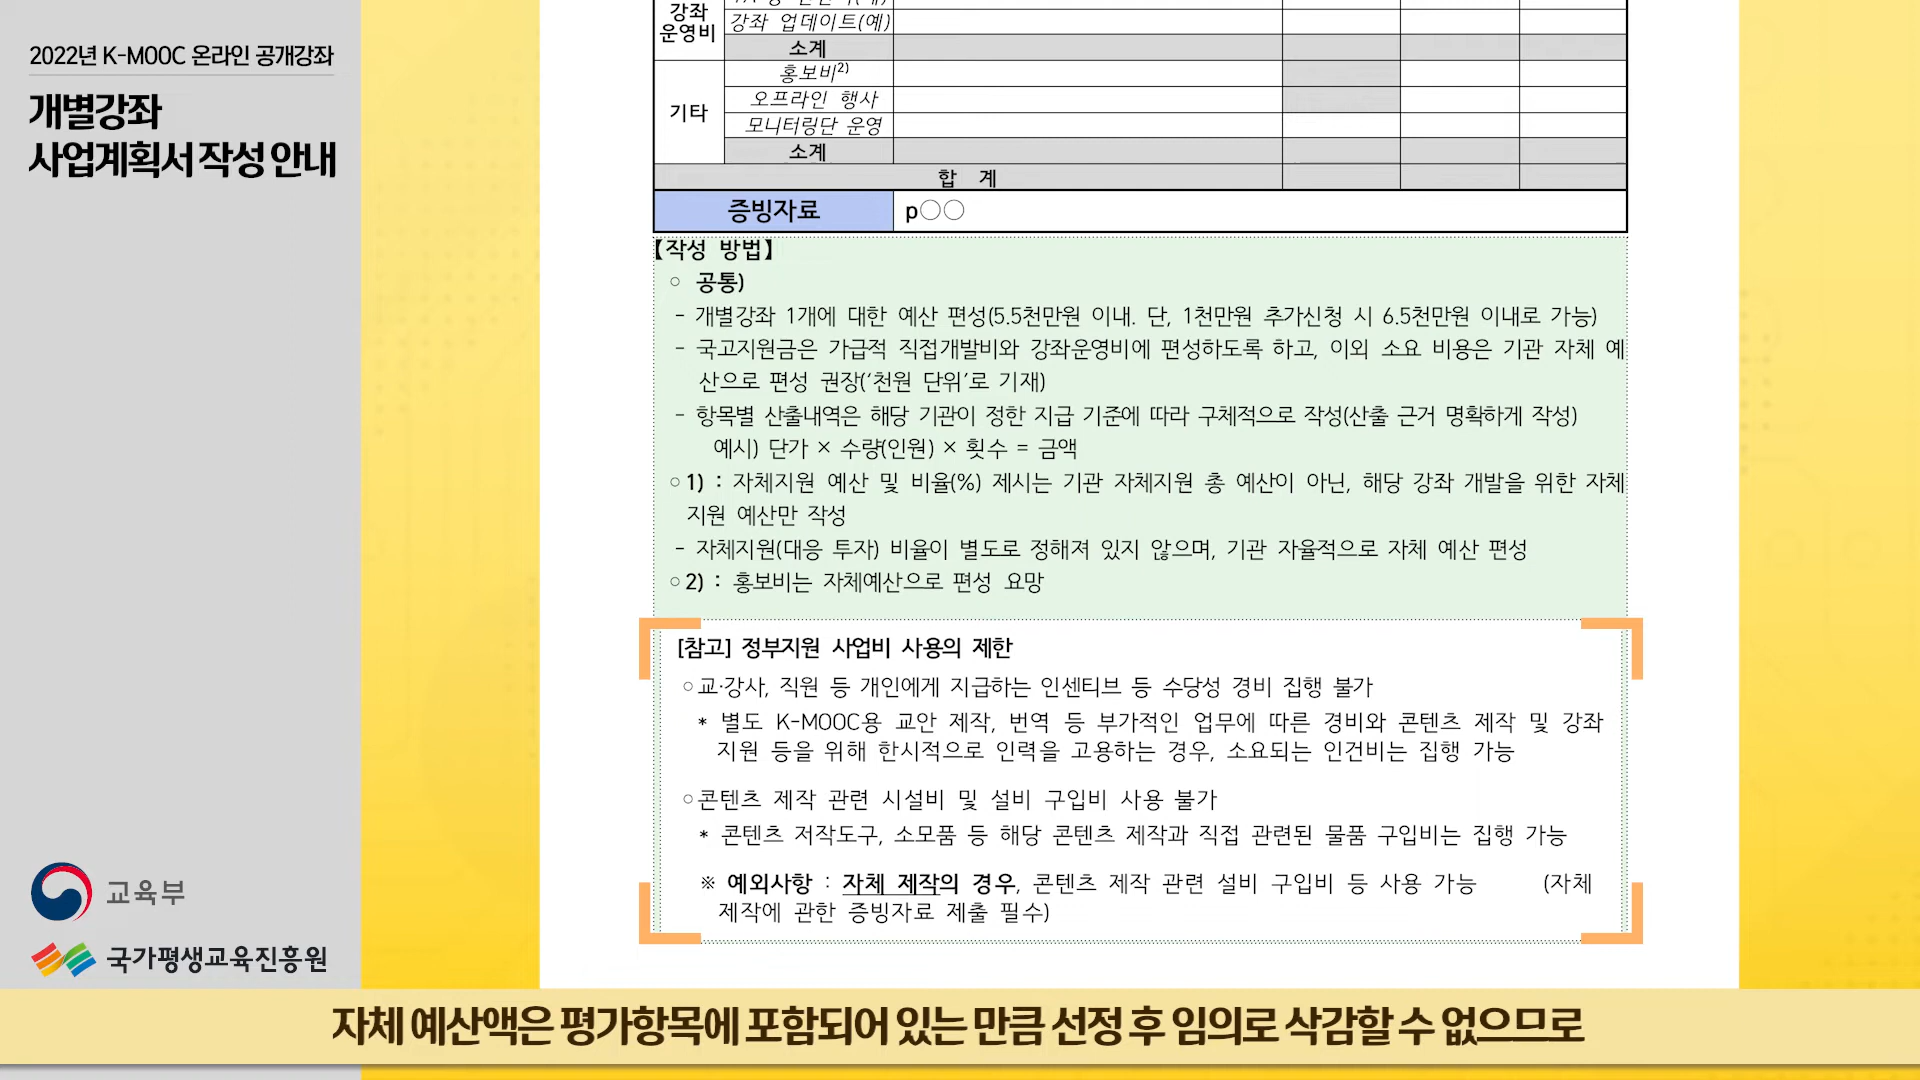 2022년 K-MOOC 온라인 공개강좌
개별강좌
사업계획서 작성 안내
교육부
국가평생교육진흥원
강좌
운영비
강좌 업데이트(예)
소계
기타
홍보비2)
오프라인 행사
모니터링단 운영
소계
합 계
증빙자료
p○○
【작성 방법】
○ 공통)
- 개별강좌 1개에 대한 예산 편성(5.5천만원 이내. 단, 1천만원 추가신청 시 6.5천만원 이내로 가능)
- 국고지원금은 가급적 직접개발비와 강좌운영비에 편성하도록 하고, 이외 소요 비용은 기관 자체 예
산으로 편성 권장('천원 단위'로 기재)
- 항목별 산출내역은 해당 기관이 정한 지급 기준에 따라 구체적으로 작성(산출 근거 명확하게 작성)
예시) 단가 × 수량(인원) × 횟수 = 금액
○ 1) : 자체지원 예산 및 비율(%) 제시는 기관 자체지원 총 예산이 아닌, 해당 강좌 개발을 위한 자체
지원 예산만 작성
- 자체지원(대응 투자) 비율이 별도로 정해져 있지 않으며, 기관 자율적으로 자체 예산 편성
○ 2) : 홍보비는 자체예산으로 편성 요망
[참고] 정부지원 사업비 사용의 제한
○ 교·강사, 직원 등 개인에게 지급하는 인센티브 등 수당성 경비 집행 불가
* 별도 K-MOOC용 교안 제작, 번역 등 부가적인 업무에 따른 경비와 콘텐츠 제작 및 강좌
지원 등을 위해 한시적으로 인력을 고용하는 경우, 소요되는 인건비는 집행 가능
○ 콘텐츠 제작 관련 시설비 및 설비 구입비 사용 불가
* 콘텐츠 저작도구, 소모품 등 해당 콘텐츠 제작과 직접 관련된 물품 구입비는 집행 가능
※ 예외사항 : 자체 제작의 경우, 콘텐츠 제작 관련 설비 구입비 등 사용 가능 (자체
제작에 관한 증빙자료 제출 필수)
자체 예산액은 평가항목에 포함되어 있는 만큼 선정 후 임의로 삭감할 수 없으므로